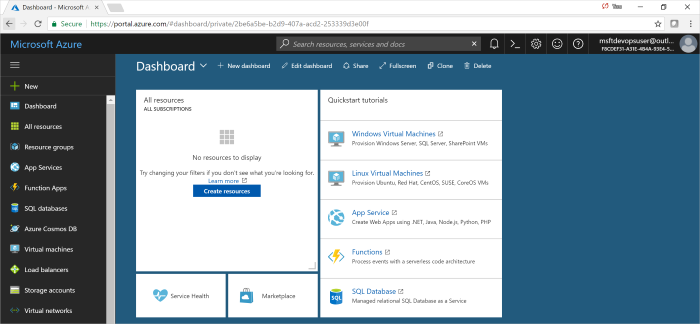 Dashboard - Microsoft A
Secure
https://portal.azure.com/#dashboard/private/2be6a5be-b2d9-407a-acd2-253339d3e00f
Microsoft Azure
Search resources, services and docs
msftdevopsuser@outl...
New
Dashboard
All resources
Resource groups
App Services
Function Apps
SQL databases
Azure Cosmos DB
Virtual machines
Load balancers
Storage accounts
Virtual networks
Dashboard
New dashboard
Edit dashboard
Share
Fullscreen
Clone
Delete
All resources
ALL SUBSCRIPTIONS
No resources to display
Try changing your filters if you don't see what you're looking for.
Learn more
Create resources
Service Health
Marketplace
Quickstart tutorials
Windows Virtual Machines
Provision Windows Server, SQL Server, SharePoint VMs
Linux Virtual Machines
Provision Ubuntu, Red Hat, CentOS, SUSE, CoreOS VMs
App Service
Create Web Apps using .NET, Java, Node.js, Python, PHP
Functions
Process events with a serverless code architecture
SQL Database
Managed relational SQL Database as a Service
SQL